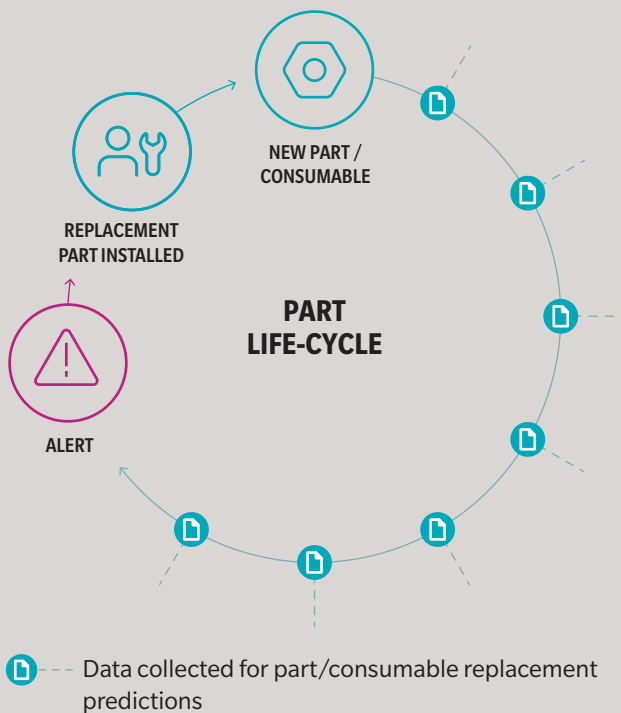 NEW PART /
CONSUMABLE
REPLACEMENT
PART INSTALLED
PART
LIFE-CYCLE
ALERT
Data collected for part/consumable replacement
predictions